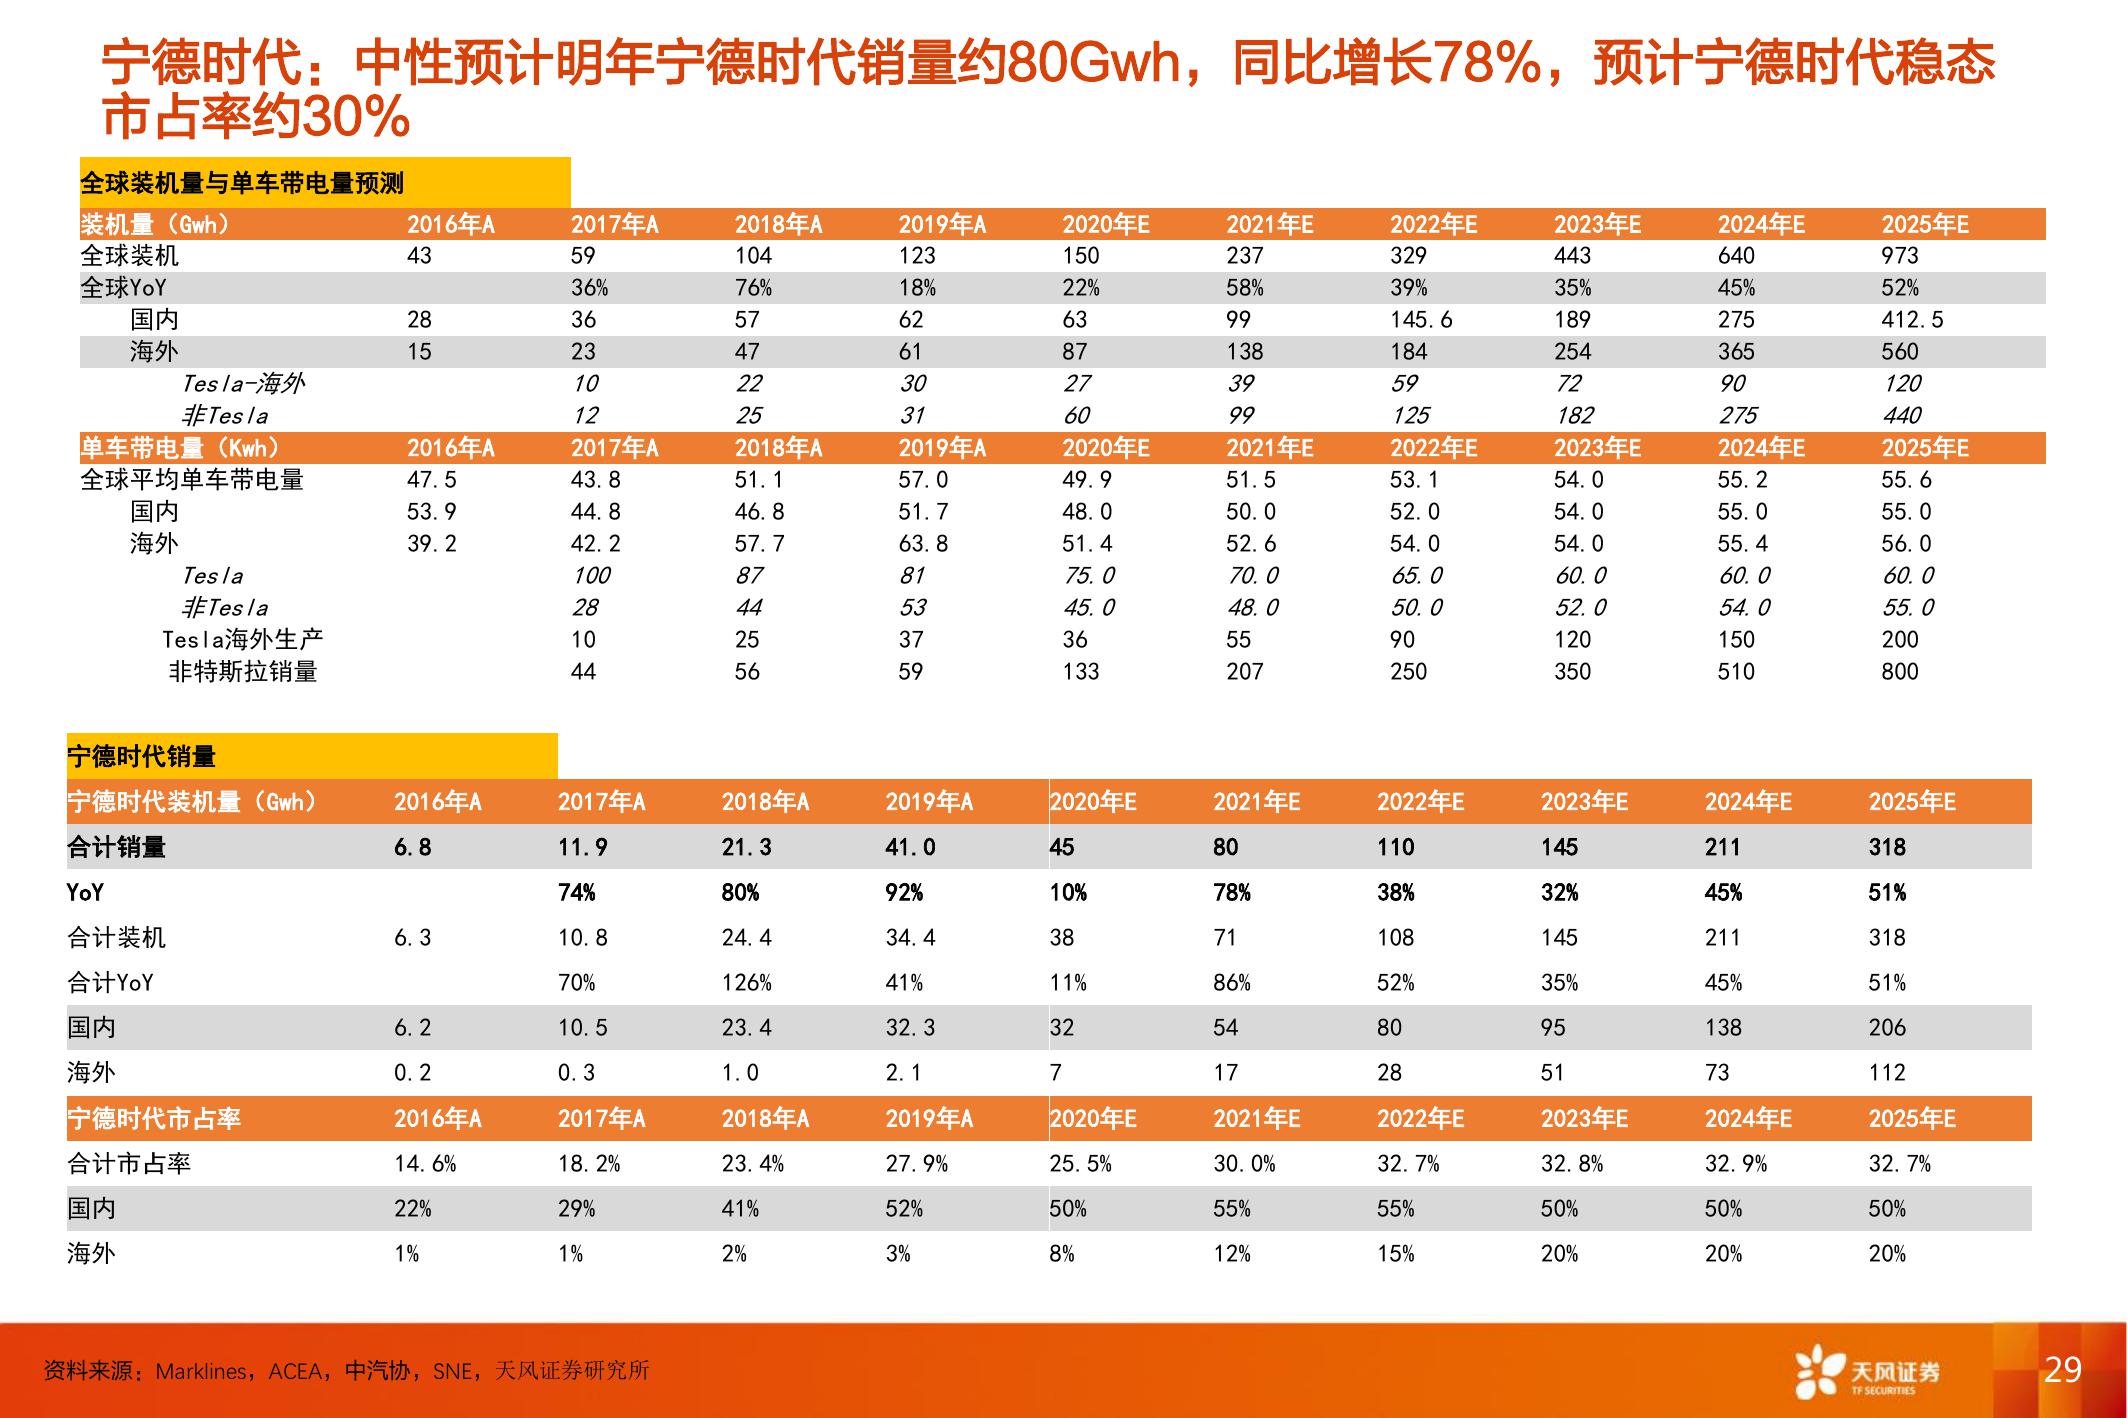 宁德时代：中性预计明年宁德时代销量约80Gwh，同比增长78%，预计宁德时代稳态
市占率约30%
全球装机量与单车带电量预测
装机量（Gwh） 2016年A 2017年A 2018年A 2019年A 2020年E 2021年E 2022年E 2023年E 2024年E 2025年E
全球装机 43 59 104 123 150 237 329 443 640 973
全球YoY 36% 76% 18% 22% 58% 39% 35% 45% 52%
国内 28 36 57 62 63 99 145.6 189 275 412.5
海外 15 23 47 61 87 138 184 254 365 560
Tesla-海外 10 22 30 27 39 59 72 90 120
非Tesla 12 25 31 60 99 125 182 275 440
单车带电量（Kwh） 2016年A 2017年A 2018年A 2019年A 2020年E 2021年E 2022年E 2023年E 2024年E 2025年E
全球平均单车带电量 47.5 43.8 51.1 57.0 49.9 51.5 53.1 54.0 55.2 55.6
国内 53.9 44.8 46.8 51.7 48.0 50.0 52.0 54.0 55.0 55.0
海外 39.2 42.2 57.7 63.8 51.4 52.6 54.0 54.0 55.4 56.0
Tesla 100 87 81 75.0 70.0 65.0 60.0 60.0 60.0
非Tesla 28 44 53 45.0 48.0 50.0 52.0 54.0 55.0
Tesla海外生产 10 25 37 36 55 90 120 150 200
非特斯拉销量 44 56 59 133 207 250 350 510 800
宁德时代销量
宁德时代装机量（Gwh） 2016年A 2017年A 2018年A 2019年A 2020年E 2021年E 2022年E 2023年E 2024年E 2025年E
合计销量 6.8 11.9 21.3 41.0 45 80 110 145 211 318
YoY 74% 80% 92% 10% 78% 38% 32% 45% 51%
合计装机 6.3 10.8 24.4 34.4 38 71 108 145 211 318
合计YoY 70% 126% 41% 11% 86% 52% 35% 45% 51%
国内 6.2 10.5 23.4 32.3 32 54 80 95 138 206
海外 0.2 0.3 1.0 2.1 7 17 28 51 73 112
宁德时代市占率 2016年A 2017年A 2018年A 2019年A 2020年E 2021年E 2022年E 2023年E 2024年E 2025年E
合计市占率 14.6% 18.2% 23.4% 27.9% 25.5% 30.0% 32.7% 32.8% 32.9% 32.7%
国内 22% 29% 41% 52% 50% 55% 55% 50% 50% 50%
海外 1% 1% 2% 3% 8% 12% 15% 20% 20% 20%
资料来源：Marklines，ACEA，中汽协，SNE，天风证券研究所
天风证券
TF SECURITIES
29